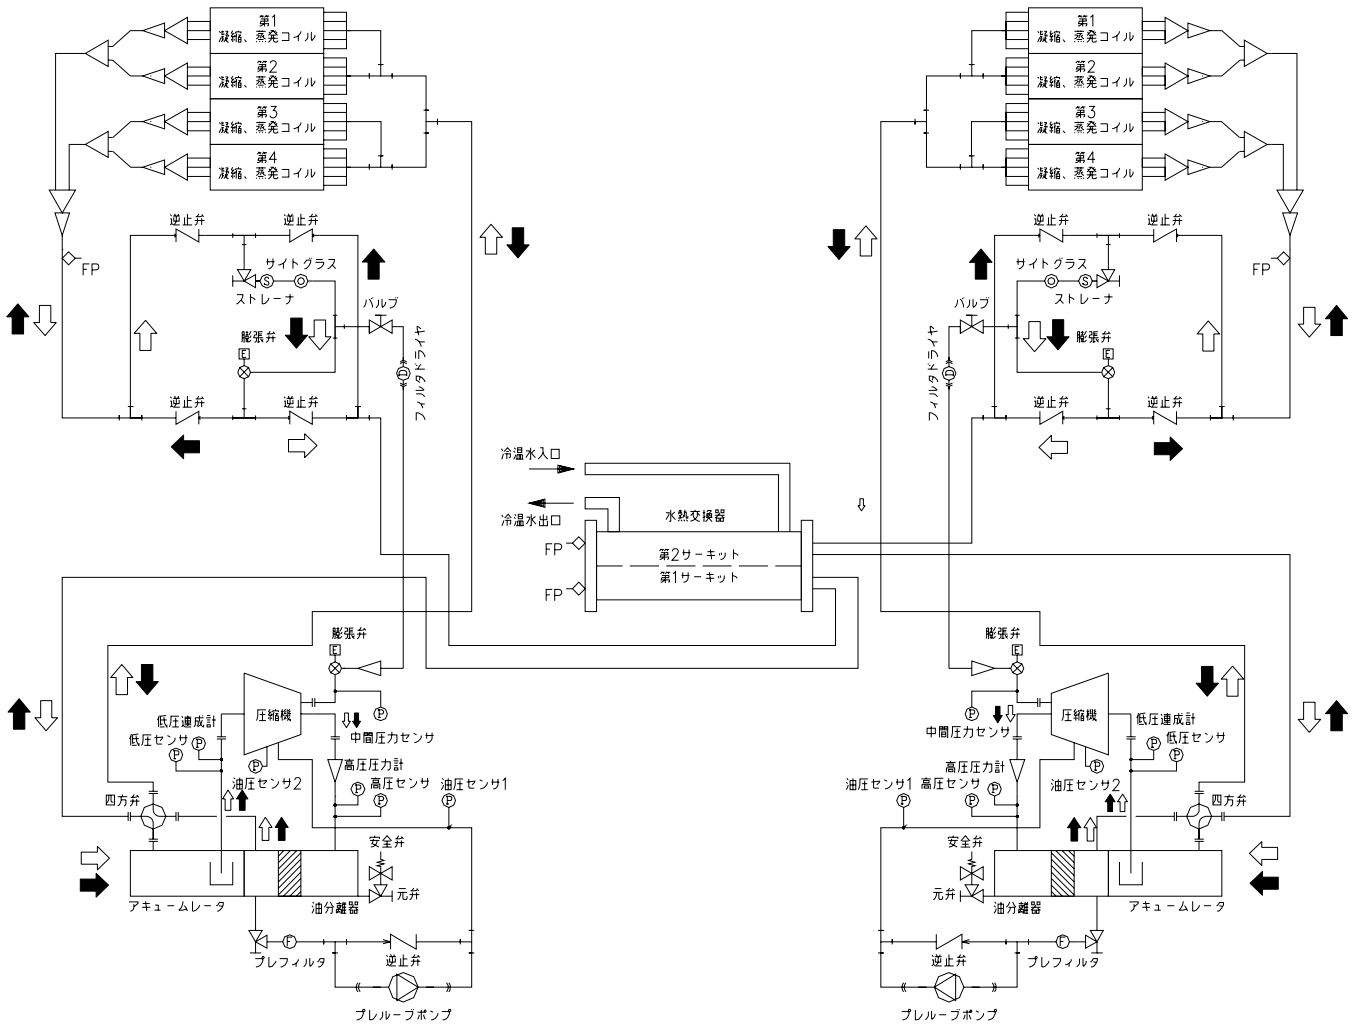 第1
凝縮、蒸発コイル
第2
凝縮、蒸発コイル
第3
凝縮、蒸発コイル
第4
凝縮、蒸発コイル
第1
凝縮、蒸発コイル
第2
凝縮、蒸発コイル
第3
凝縮、蒸発コイル
第4
凝縮、蒸発コイル
逆止弁
逆止弁
FP
サイトグラス
ストレーナ
バルブ
膨張弁
E
S
D
フィルタドライヤ
逆止弁
逆止弁
逆止弁
逆止弁
FP
サイトグラス
S
ストレーナ
バルブ
膨張弁
E
D
フィルタドライヤ
逆止弁
逆止弁
冷温水入口
冷温水出口
水熱交換器
FP
第2サーキット
第1サーキット
FP
膨張弁
E
圧縮機
P
低圧連成計
P
中間圧力センサ
低圧センサ
P
P
高圧圧力計
油圧センサ2
P
高圧センサ
P
油圧センサ1
P
四方弁
安全弁
元弁
アキュームレータ
油分離器
F
プレフィルタ
逆止弁
プレルーブポンプ
膨張弁
E
圧縮機
P
低圧連成計
P
中間圧力センサ
低圧センサ
P
P
高圧圧力計
油圧センサ1
P
高圧センサ
P
P
油圧センサ2
四方弁
安全弁
元弁
油分離器
アキュームレータ
F
プレフィルタ
逆止弁
プレルーブポンプ